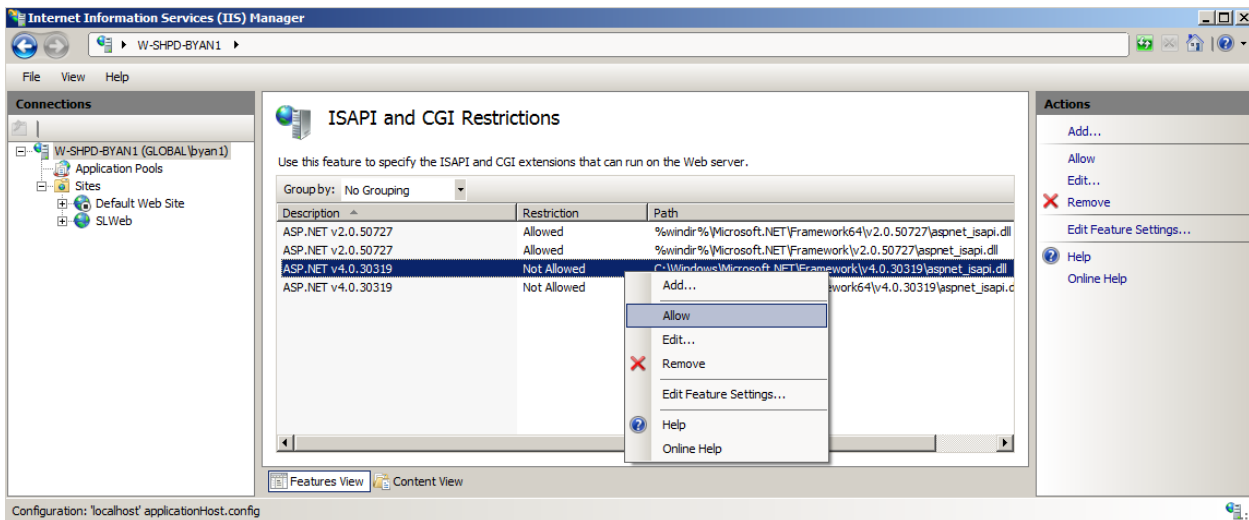 Internet Information Services (IIS) Manager
W-SHPD-BYAN1
File View Help
Connections
W-SHPD-BYAN1 (GLOBAL\byan1)
Application Pools
Sites
Default Web Site
SLWeb
ISAPI and CGI Restrictions
Use this feature to specify the ISAPI and CGI extensions that can run on the Web server.
Group by: No Grouping
Description Restriction Path
ASP.NET v2.0.50727 Allowed %windir%\Microsoft.NET\Framework64\v2.0.50727\aspnet_isapi.dll
ASP.NET v2.0.50727 Allowed %windir%\Microsoft.NET\Framework\v2.0.50727\aspnet_isapi.dll
ASP.NET v4.0.30319 Not Allowed C:\Windows\Microsoft.NET\Framework\v4.0.30319\aspnet_isapi.dll
ASP.NET v4.0.30319 Not Allowed ework64\v4.0.30319\aspnet_isapi.d
Add...
Allow
Edit...
Remove
Edit Feature Settings...
Help
Online Help
Features View Content View
Actions
Add...
Allow
Edit...
Remove
Edit Feature Settings...
Help
Online Help
Configuration: 'localhost' applicationHost.config